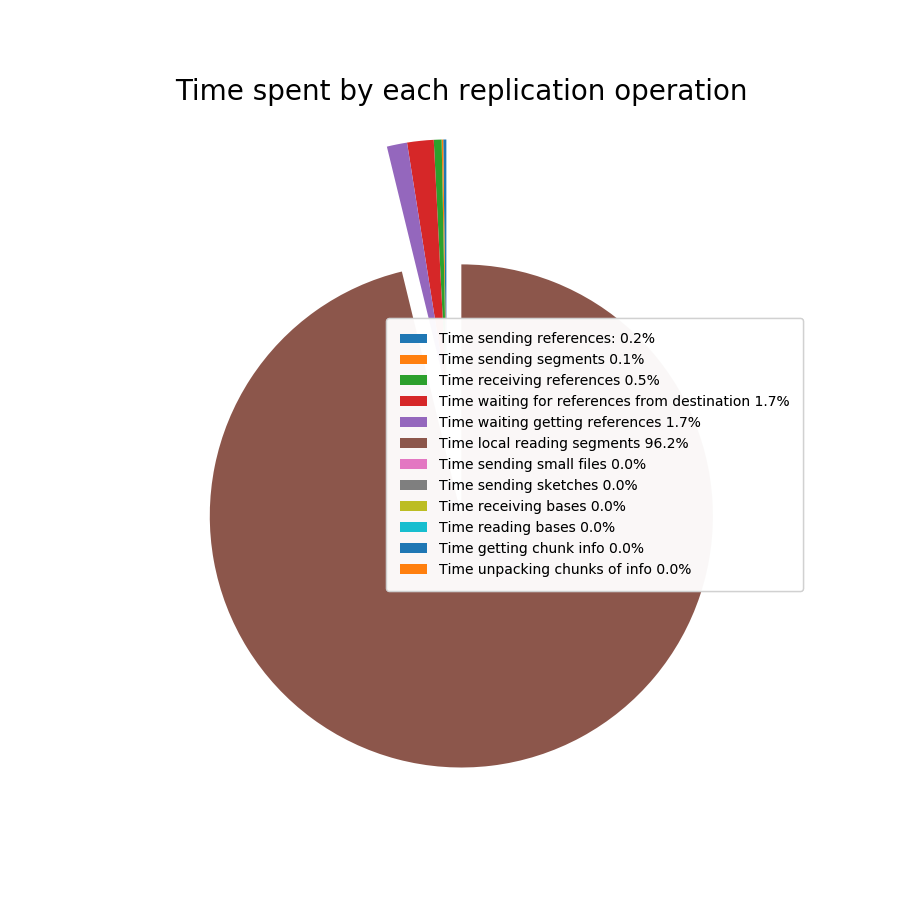 Time spent by each replication operation
Time sending references: 0.2%
Time sending segments 0.1%
Time receiving references 0.5%
Time waiting for references from destination 1.7%
Time waiting getting references 1.7%
Time local reading segments 96.2%
Time sending small files 0.0%
Time sending sketches 0.0%
Time receiving bases 0.0%
Time reading bases 0.0%
Time getting chunk info 0.0%
Time unpacking chunks of info 0.0%